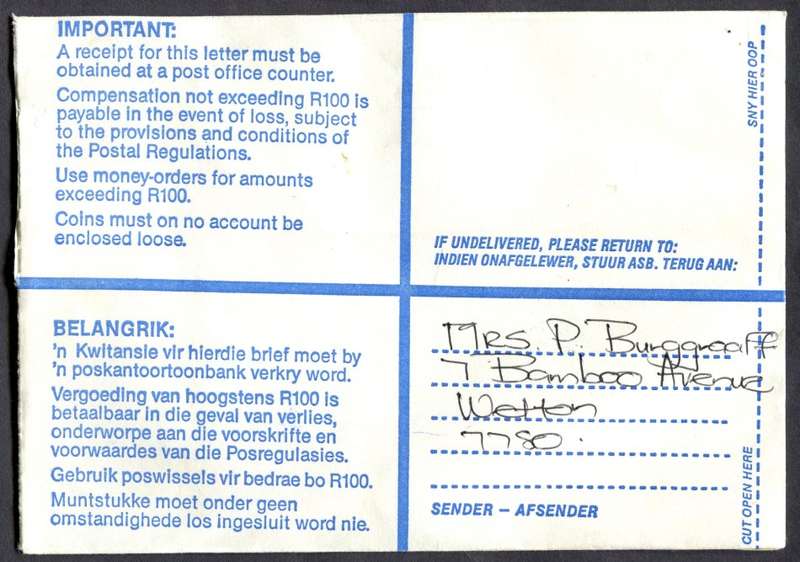 IMPORTANT:
A receipt for this letter must be
obtained at a post office counter.
Compensation not exceeding R100 is
payable in the event of loss, subject
to the provisions and conditions of
the Postal Regulations.
Use money-orders for amounts
exceeding R100.
Coins must on no account be
enclosed loose.
SNY HIER OOP
IF UNDELIVERED, PLEASE RETURN TO:
INDIEN ONAFGELEWER, STUUR ASB. TERUG AAN:
BELANGRIK:
'n Kwitansie vir hierdie brief moet by
'n poskantoortoonbank verkry word.
Vergoeding van hoogstens R100 is
betaalbaar in die geval van verlies,
onderworpe aan die voorskrifte en
voorwaardes van die Posregulasies.
Gebruik poswissels vir bedrae bo R100.
Muntstukke moet onder geen
omstandighede los ingesluit word nie.
Mrs. P. Burggraaff
7 Bamboo Avenue
Wetton
7780.
SENDER – AFSENDER
CUT OPEN HERE